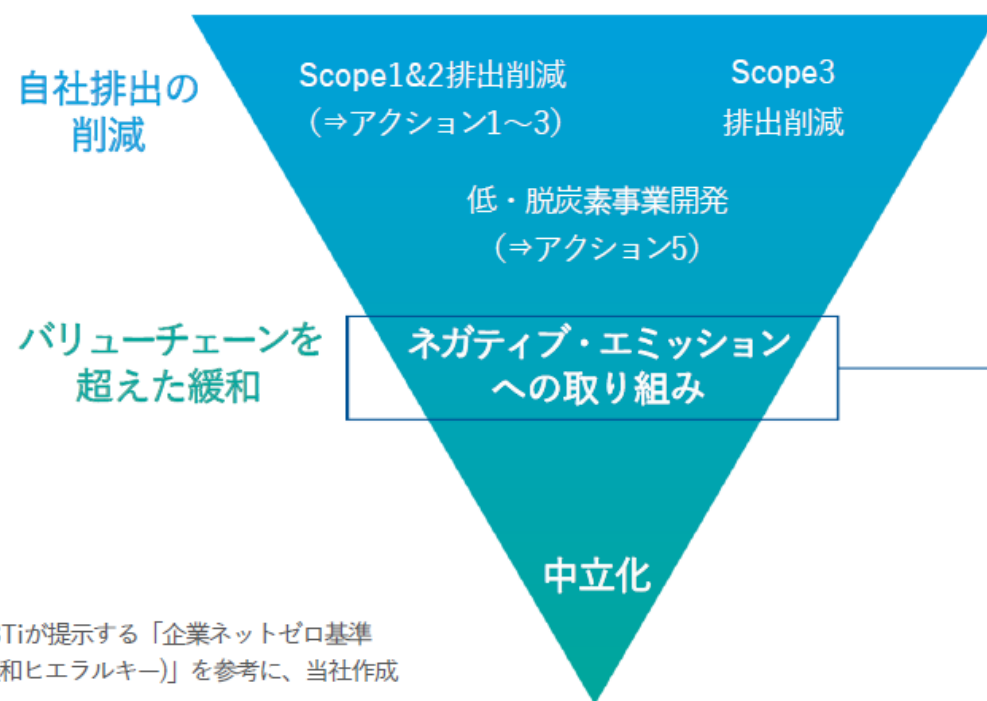 自社排出の
削減
Scope1&2排出削減
(⇒アクション1～3)
Scope3
排出削減
低・脱炭素事業開発
(⇒アクション5)
バリューチェーンを
超えた緩和
ネガティブ・エミッション
への取り組み
中立化
Tiが提示する「企業ネットゼロ基準
和ヒエラルキー)」を参考に、当社作成